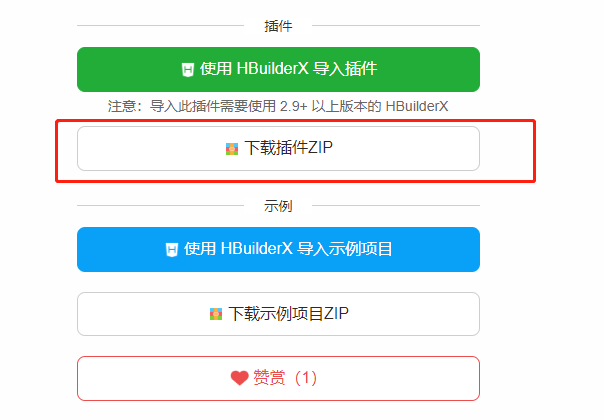 插件
使用 HBuilderX 导入插件
注意：导入此插件需要使用 2.9+ 以上版本的 HBuilderX
下载插件ZIP
示例
使用 HBuilderX 导入示例项目
下载示例项目ZIP
赞赏（1）